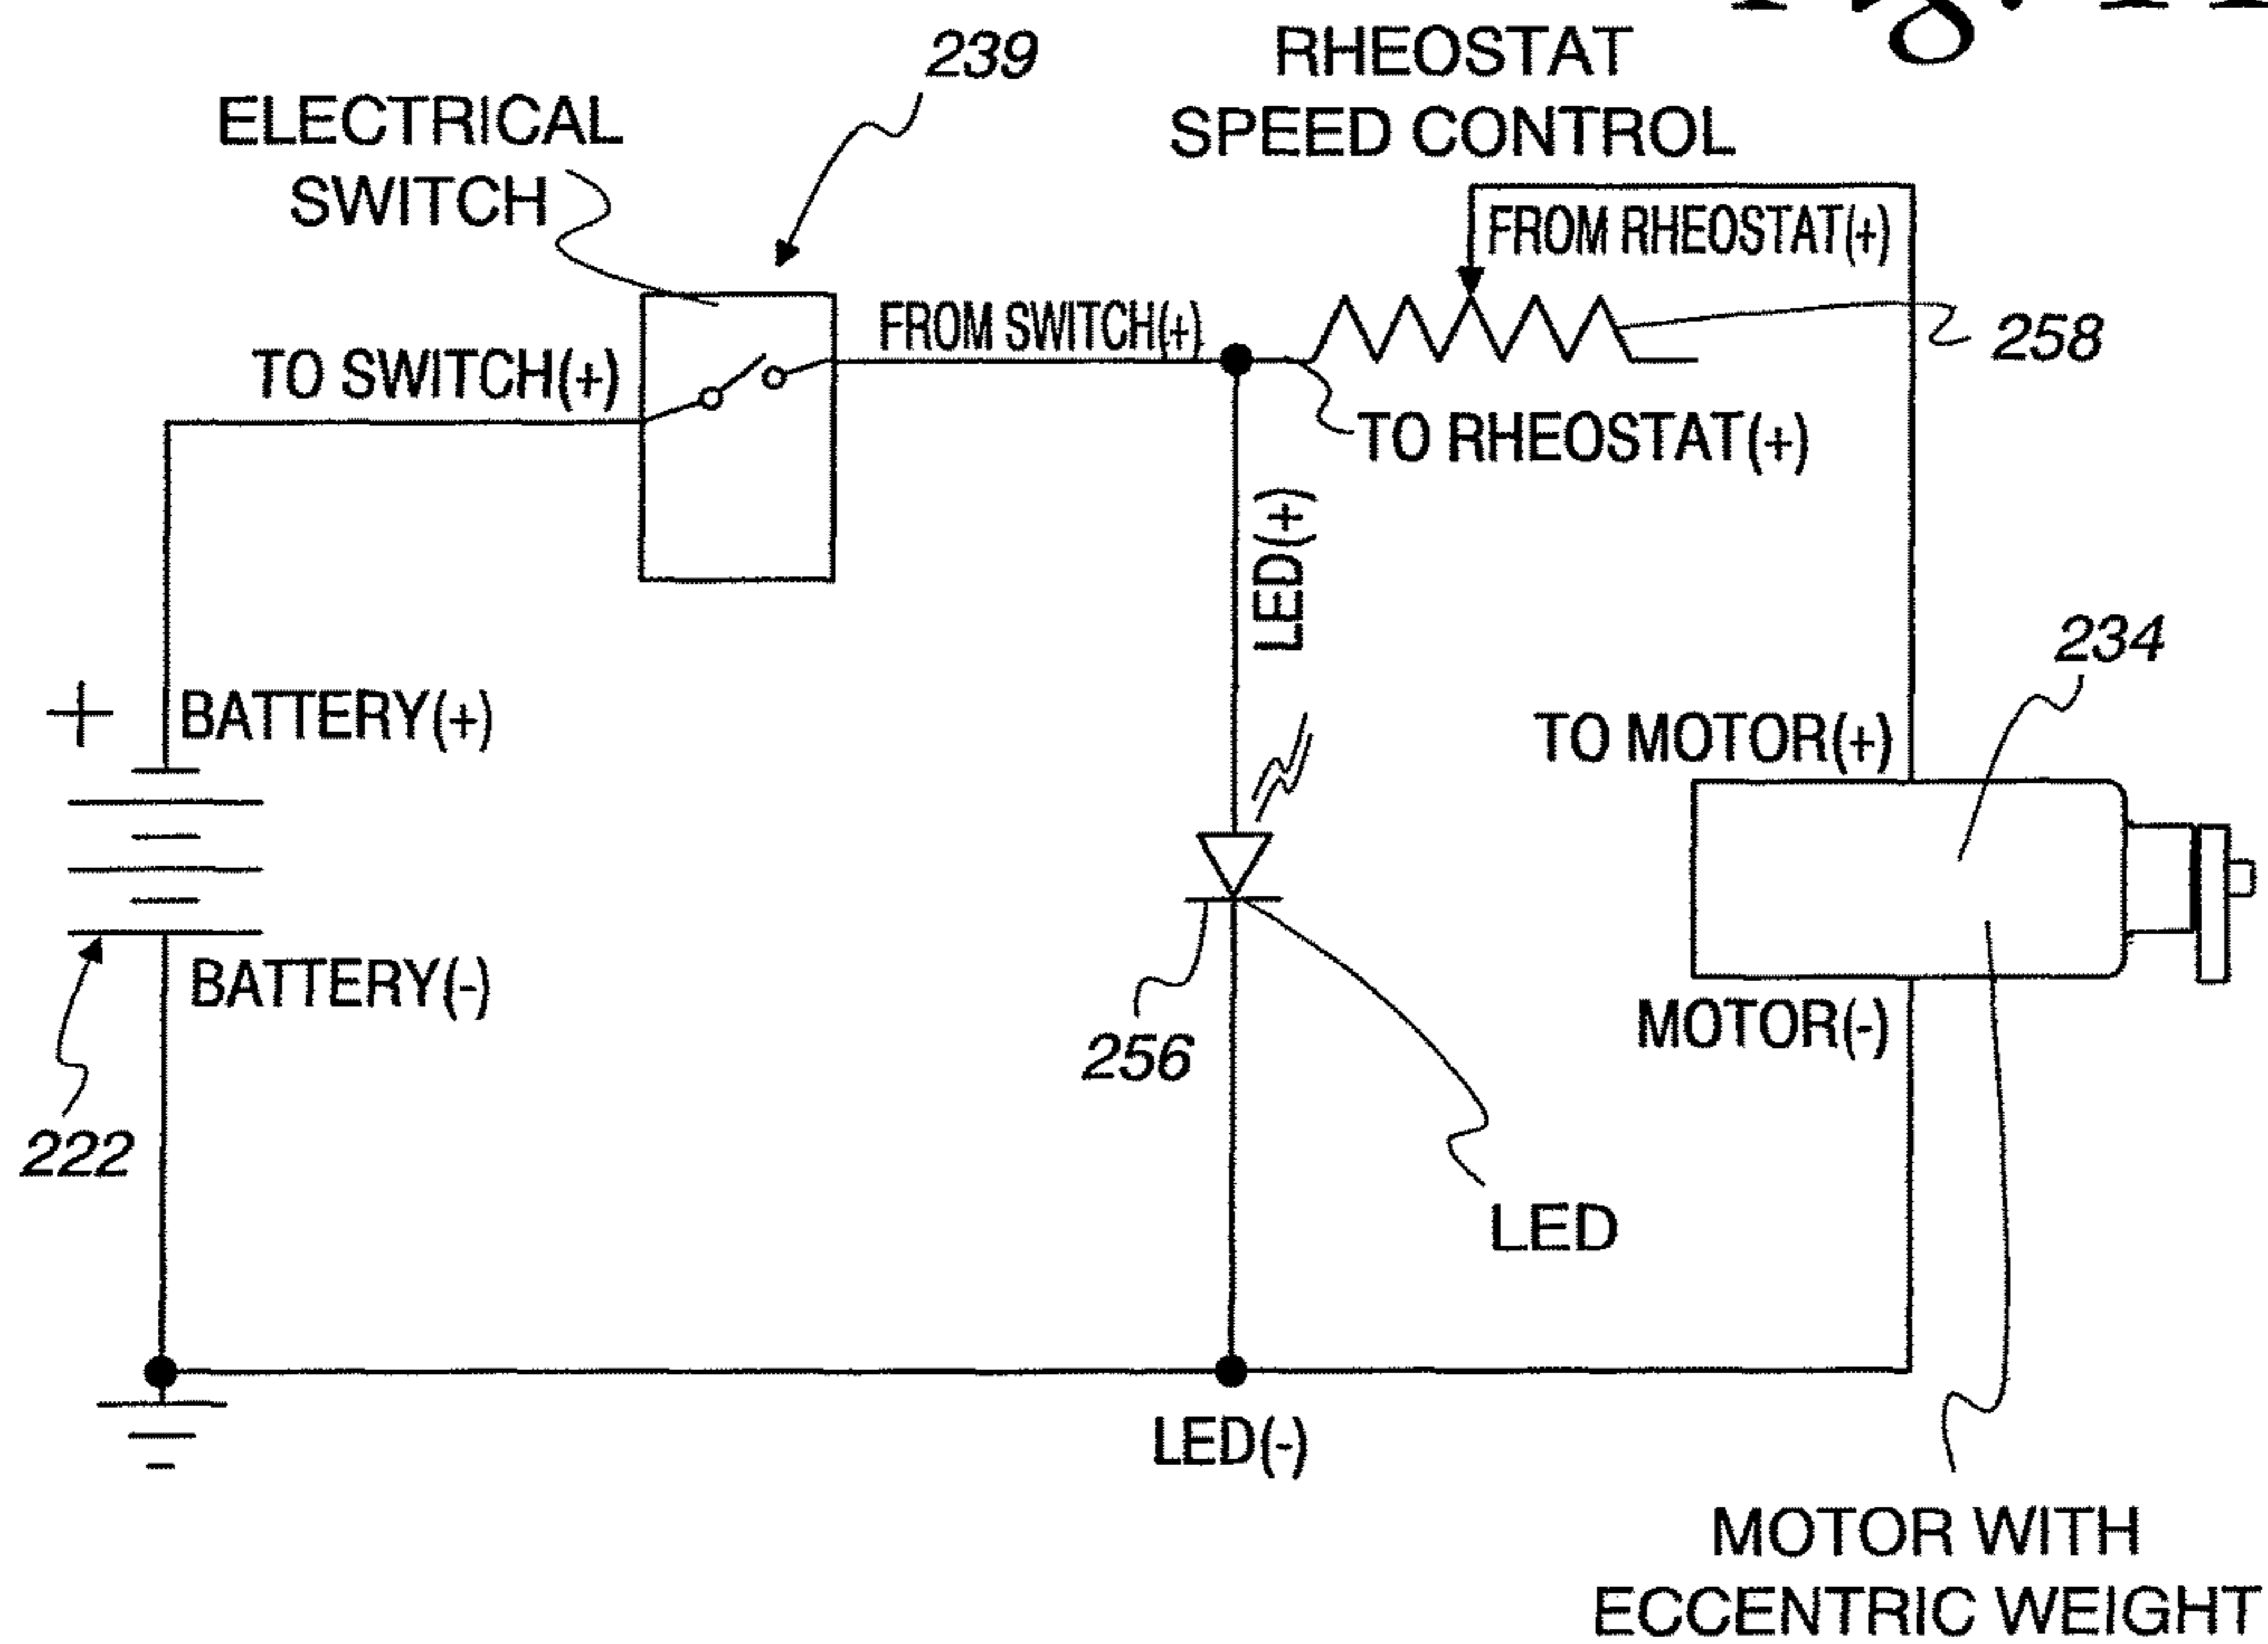 239
RHEOSTAT
SPEED CONTROL
ELECTRICAL
SWITCH
FROM RHEOSTAT(+)
FROM SWITCH(+)
258
TO SWITCH(+)
TO RHEOSTAT(+)
LED(+)
234
+
BATTERY(+)
TO MOTOR(+)
BATTERY(-)
MOTOR(-)
256
222
LED
LED(-)
MOTOR WITH
ECCENTRIC WEIGHT